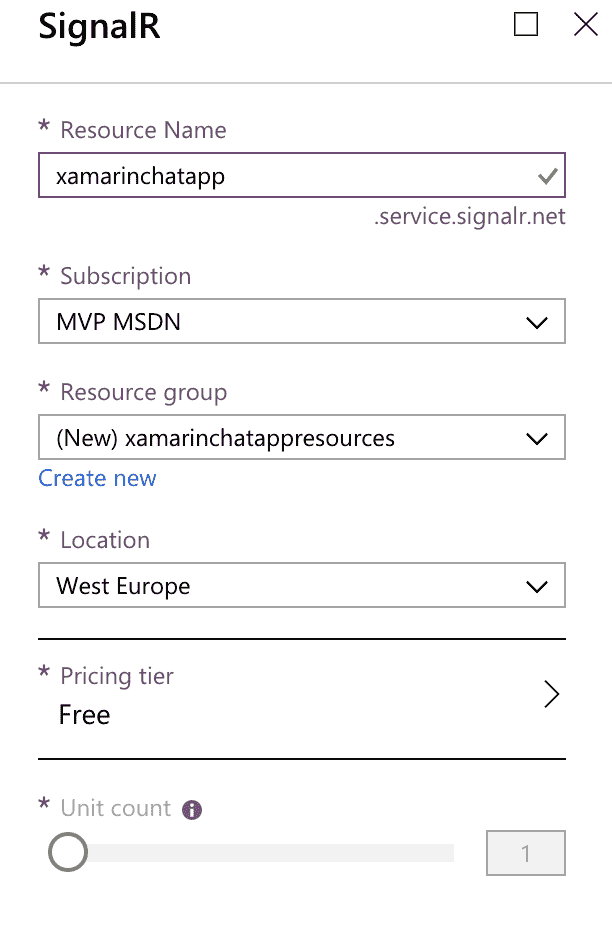 SignalR
* Resource Name
xamarinchatapp
.service.signalr.net
* Subscription
MVP MSDN
* Resource group
(New) xamarinchatappresources
Create new
* Location
West Europe
* Pricing tier
Free
* Unit count
1